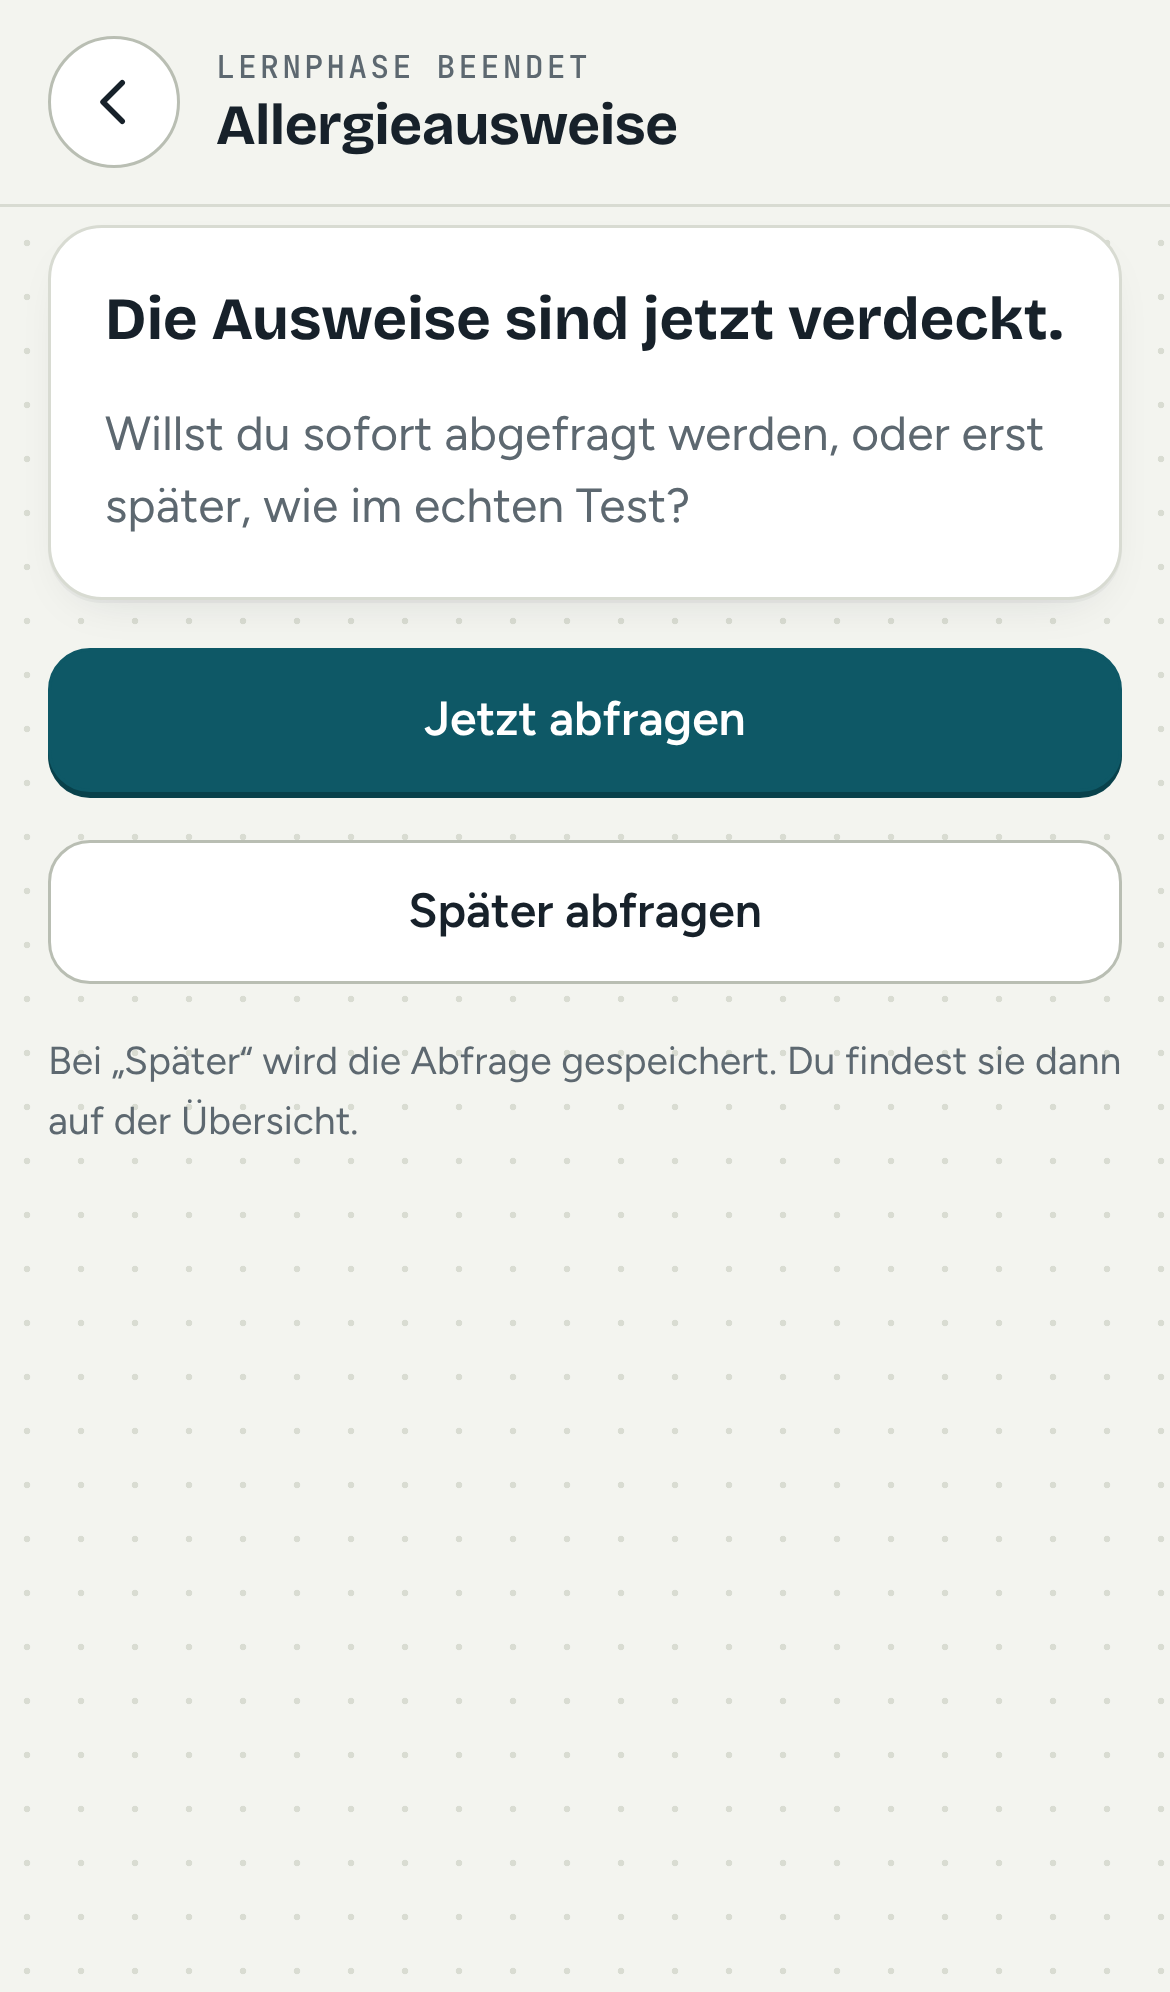 LERNPHASE BEENDET
Allergieausweise
Die Ausweise sind jetzt verdeckt.
Willst du sofort abgefragt werden, oder erst
später, wie im echten Test?
Jetzt abfragen
Später abfragen
Bei „Später“ wird die Abfrage gespeichert. Du findest sie dann
auf der Übersicht.